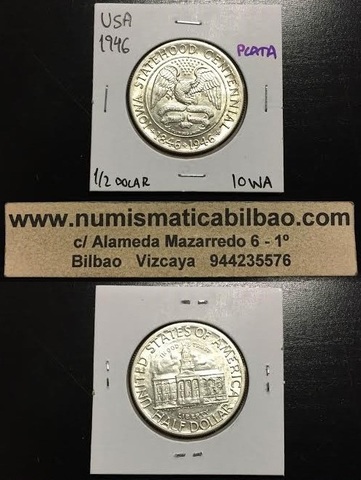 USA
1946
PLATA
IOWA STATEHOOD CENTENNIAL
1846 1946
1/2 DOLAR
IOWA
www.numismaticabilbao.com
c/ Alameda Mazarredo 6 - 1º
Bilbao Vizcaya 944235576
UNITED STATES OF AMERICA
HALF DOLLAR